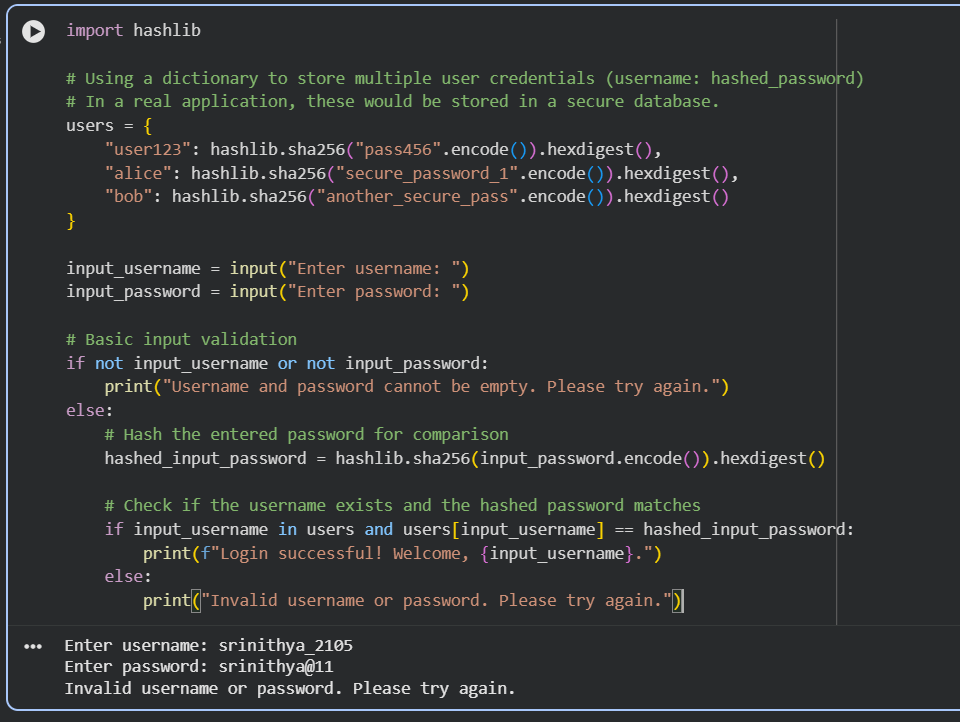 import hashlib
# Using a dictionary to store multiple user credentials (username: hashed_password)
# In a real application, these would be stored in a secure database.
users = {
    "user123": hashlib.sha256("pass456".encode()).hexdigest(),
    "alice": hashlib.sha256("secure_password_1".encode()).hexdigest(),
    "bob": hashlib.sha256("another_secure_pass".encode()).hexdigest()
}
input_username = input("Enter username: ")
input_password = input("Enter password: ")
# Basic input validation
if not input_username or not input_password:
    print("Username and password cannot be empty. Please try again.")
else:
    # Hash the entered password for comparison
    hashed_input_password = hashlib.sha256(input_password.encode()).hexdigest()
    # Check if the username exists and the hashed password matches
    if input_username in users and users[input_username] == hashed_input_password:
        print(f"Login successful! Welcome, {input_username}.")
    else:
        print("Invalid username or password. Please try again.")
Enter username: srinithya_2105
Enter password: srinithya@11
Invalid username or password. Please try again.